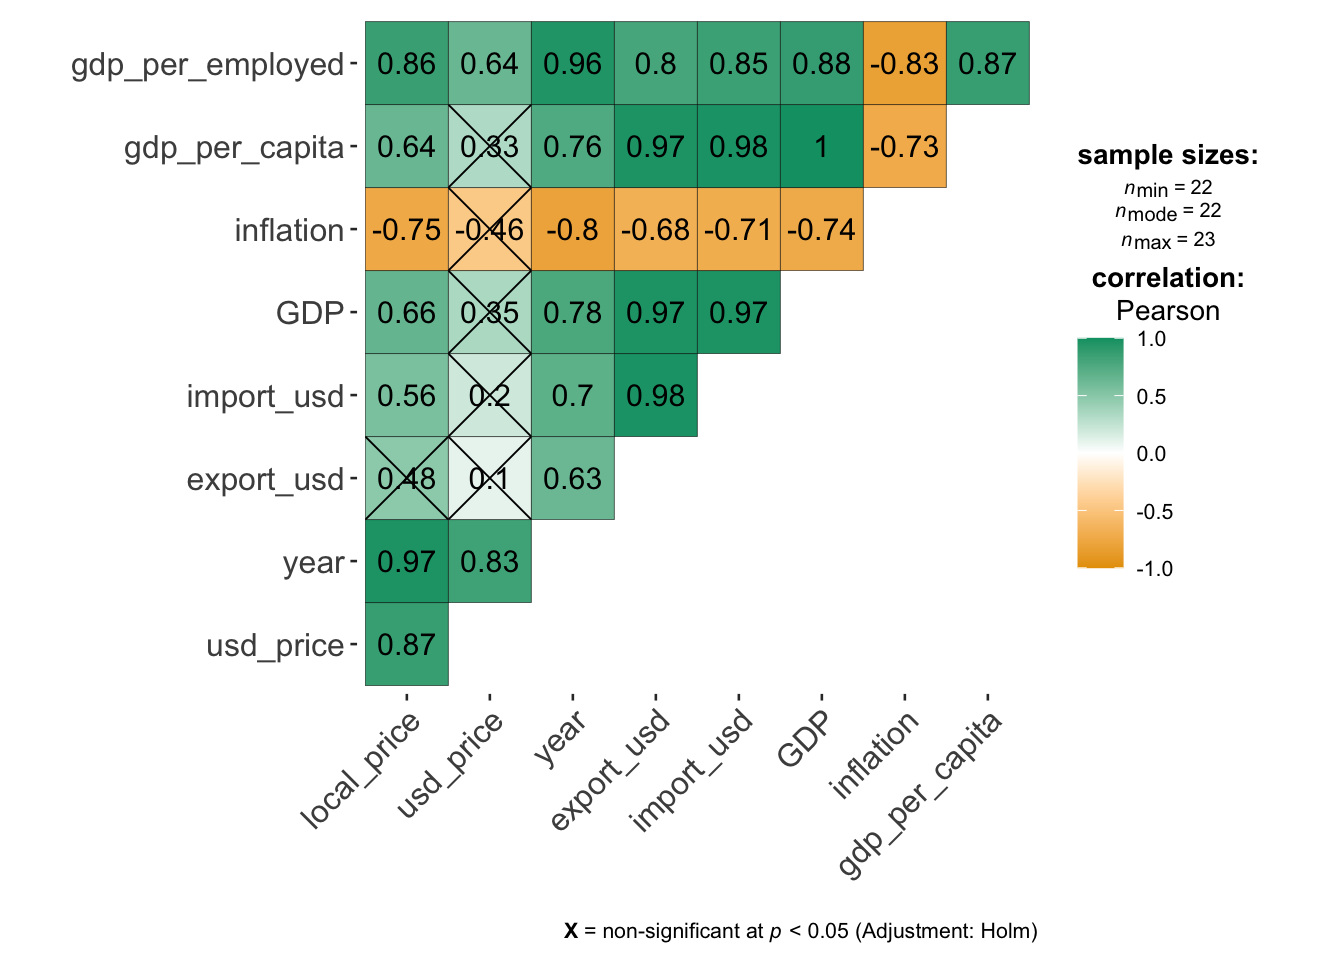 gdp_per_employed 0.86 0.64 0.96 0.8 0.85 0.88 -0.83 0.87
gdp_per_capita 0.64 0.33 0.76 0.97 0.98 1 -0.73
inflation -0.75 -0.46 -0.8 -0.68 -0.71 -0.74
GDP 0.66 0.35 0.78 0.97 0.97
import_usd 0.56 0.2 0.7 0.98
export_usd 0.48 0.1 0.63
year 0.97 0.83
usd_price 0.87
local_price usd_price year export_usd import_usd GDP inflation gdp_per_capita
sample sizes:
nmin = 22
nmode = 22
nmax = 23
correlation:
Pearson
1.0
0.5
0.0
-0.5
-1.0
X = non-significant at p < 0.05 (Adjustment: Holm)